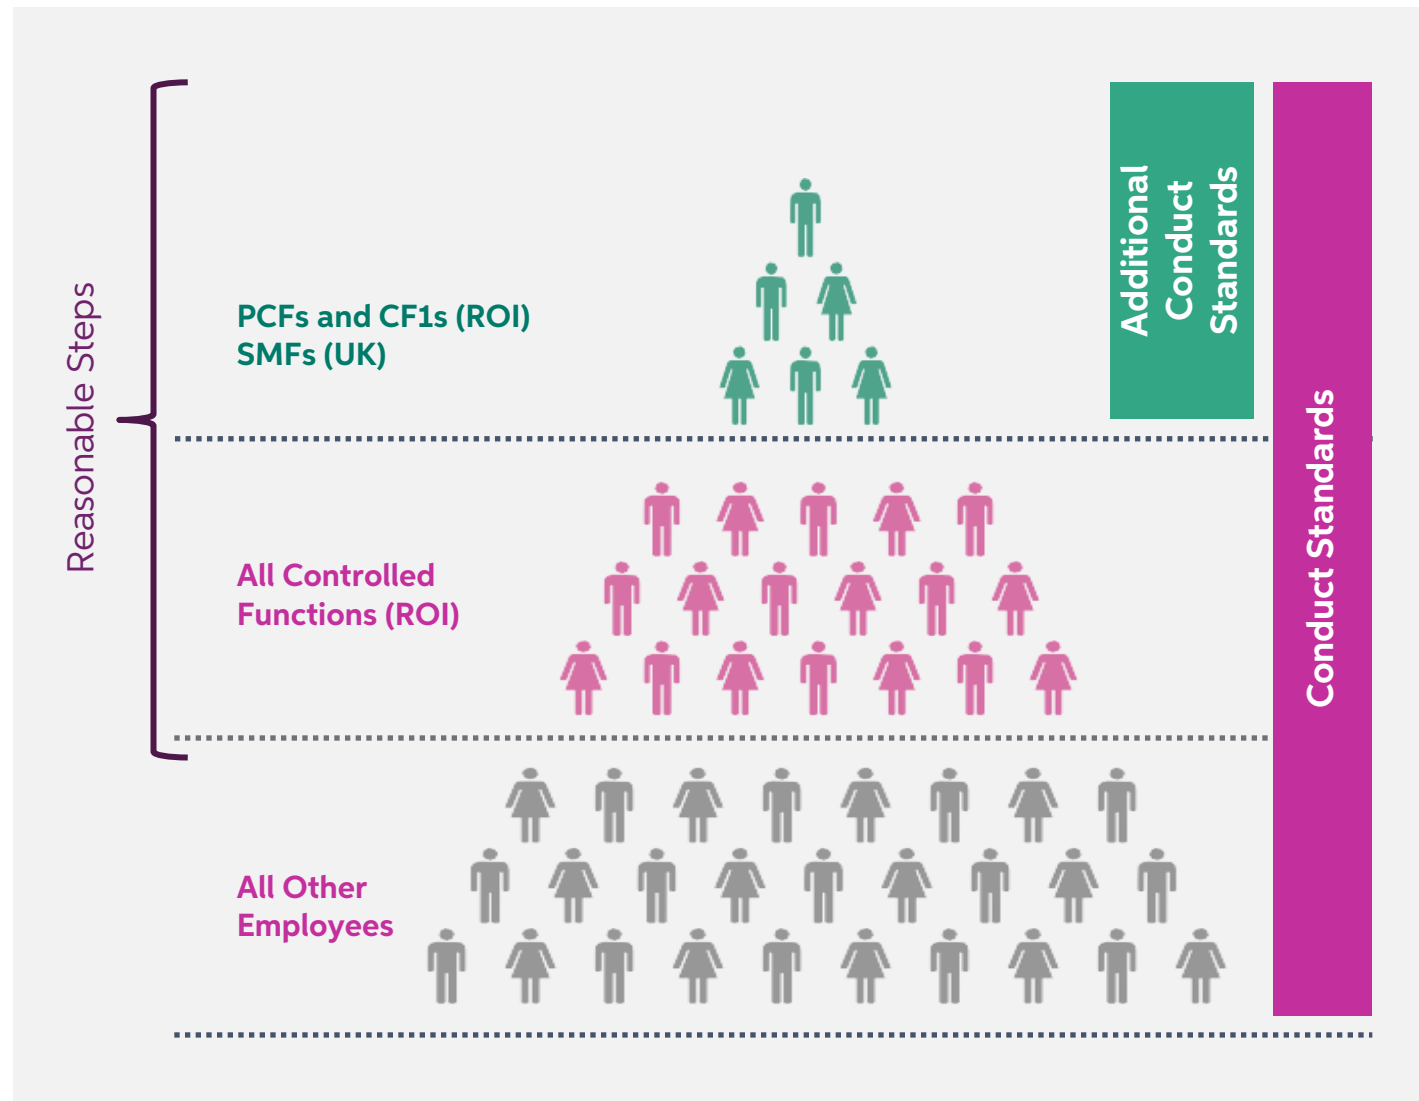 Reasonable Steps
PCFs and CF1s (ROI)
SMFs (UK)
All Controlled
Functions (ROI)
All Other
Employees
Additional
Conduct
Standards
Conduct Standards